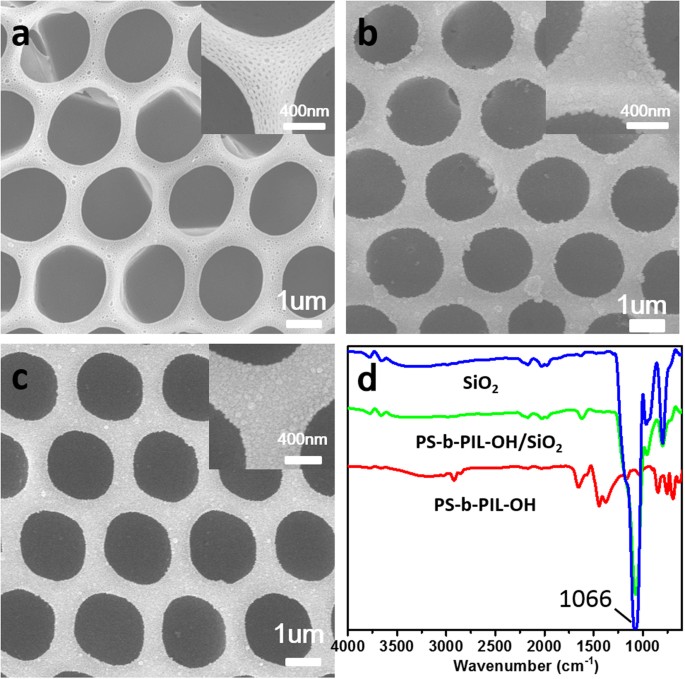 a
400nm
1um
b
400nm
1um
c
400nm
1um
d
SiO₂
PS-b-PIL-OH/SiO₂
PS-b-PIL-OH
1066
4000 3500 3000 2500 2000 1500 1000
Wavenumber (cm⁻¹)